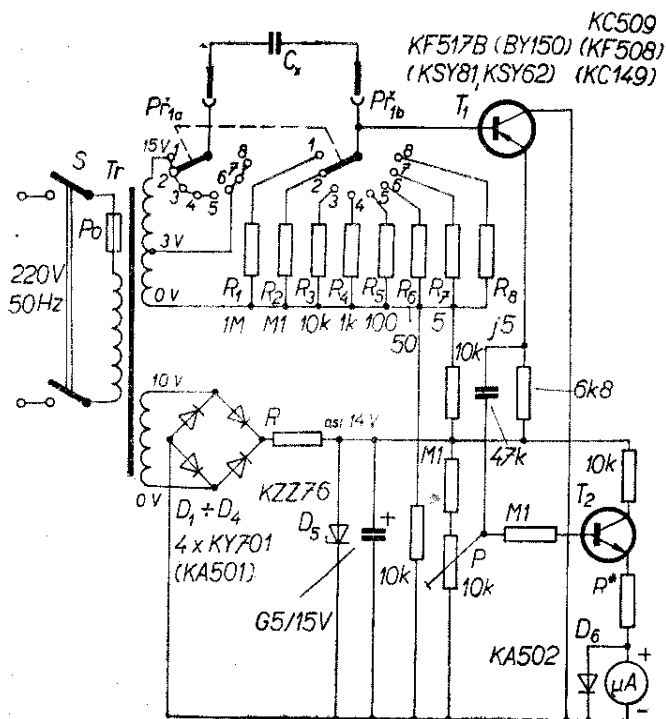 KC509
KF517B (BY150) (KF508)
(KSY81, KSY62) (KC149)
Cx
Př1a
Př1b
T1
15V 1 2 3 4 5 6 7 8
1 2 3 4 5 6 7 8
S Tr
Po
3 V
220V
50Hz
R1 R2 R3 R4 R5 R6 R7 R8
0 V
1M M1 10k 1k 100 50 5 j5
10k
6k8
47k
10 V
R
asi 14 V
M1
10k
KZZ76
T2
0 V
D1 ÷ D4
4 x KY701
(KA501)
D5
+
10k
P
M1
10k
G5/15V
R*
D6
KA502
+
μA
-